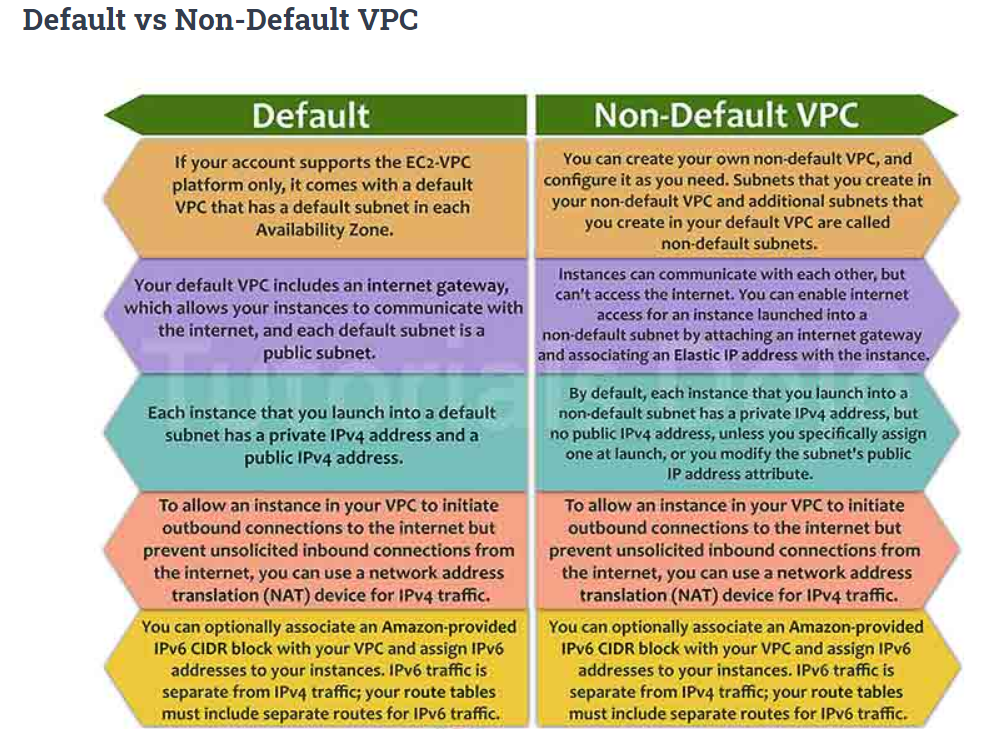 Default vs Non-Default VPC
Default
Non-Default VPC
If your account supports the EC2-VPC
platform only, it comes with a default
VPC that has a default subnet in each
Availability Zone.
You can create your own non-default VPC, and
configure it as you need. Subnets that you create in
your non-default VPC and additional subnets that
you create in your default VPC are called
non-default subnets.
Your default VPC includes an internet gateway,
which allows your instances to communicate with
the internet, and each default subnet is a
public subnet.
Instances can communicate with each other, but
can't access the internet. You can enable internet
access for an instance launched into a
non-default subnet by attaching an internet gateway
and associating an Elastic IP address with the instance.
Each instance that you launch into a default
subnet has a private IPv4 address and a
public IPv4 address.
By default, each instance that you launch into a
non-default subnet has a private IPv4 address, but
no public IPv4 address, unless you specifically assign
one at launch, or you modify the subnet's public
IP address attribute.
To allow an instance in your VPC to initiate
outbound connections to the internet but
prevent unsolicited inbound connections from
the internet, you can use a network address
translation (NAT) device for IPv4 traffic.
To allow an instance in your VPC to initiate
outbound connections to the internet but
prevent unsolicited inbound connections from
the internet, you can use a network address
translation (NAT) device for IPv4 traffic.
You can optionally associate an Amazon-provided
IPv6 CIDR block with your VPC and assign IPv6
addresses to your instances. IPv6 traffic is
separate from IPv4 traffic; your route tables
must include separate routes for IPv6 traffic.
You can optionally associate an Amazon-provided
IPv6 CIDR block with your VPC and assign IPv6
addresses to your instances. IPv6 traffic is
separate from IPv4 traffic; your route tables
must include separate routes for IPv6 traffic.